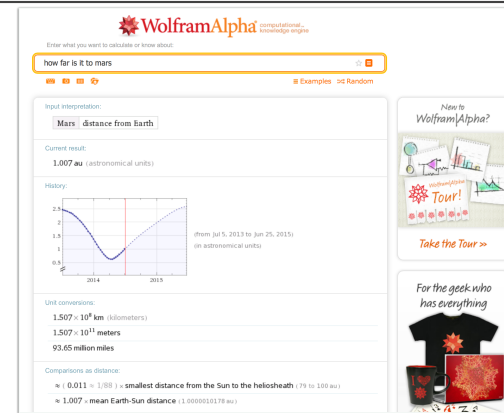 WolframAlpha computational... knowledge engine
Enter what you want to calculate or know about:
how far is it to mars
Examples Random
Input interpretation:
Mars distance from Earth
Current result:
1.007 au (astronomical units)
History:
2.5
2
1.5
1
0.5
2014 2015
(from Jul 5, 2013 to Jun 25, 2015)
(in astronomical units)
Unit conversions:
1.507 × 10⁸ km (kilometers)
1.507 × 10¹¹ meters
93.65 million miles
Comparisons as distance:
≈ ( 0.011 ≈ 1/88 ) × smallest distance from the Sun to the heliosheath ( 79 to 100 au )
≈ 1.007 × mean Earth-Sun distance ( 1.0000010178 au )
New to
Wolfram|Alpha?
WolframAlpha
Tour!
Take the Tour »
For the geek who
has everything